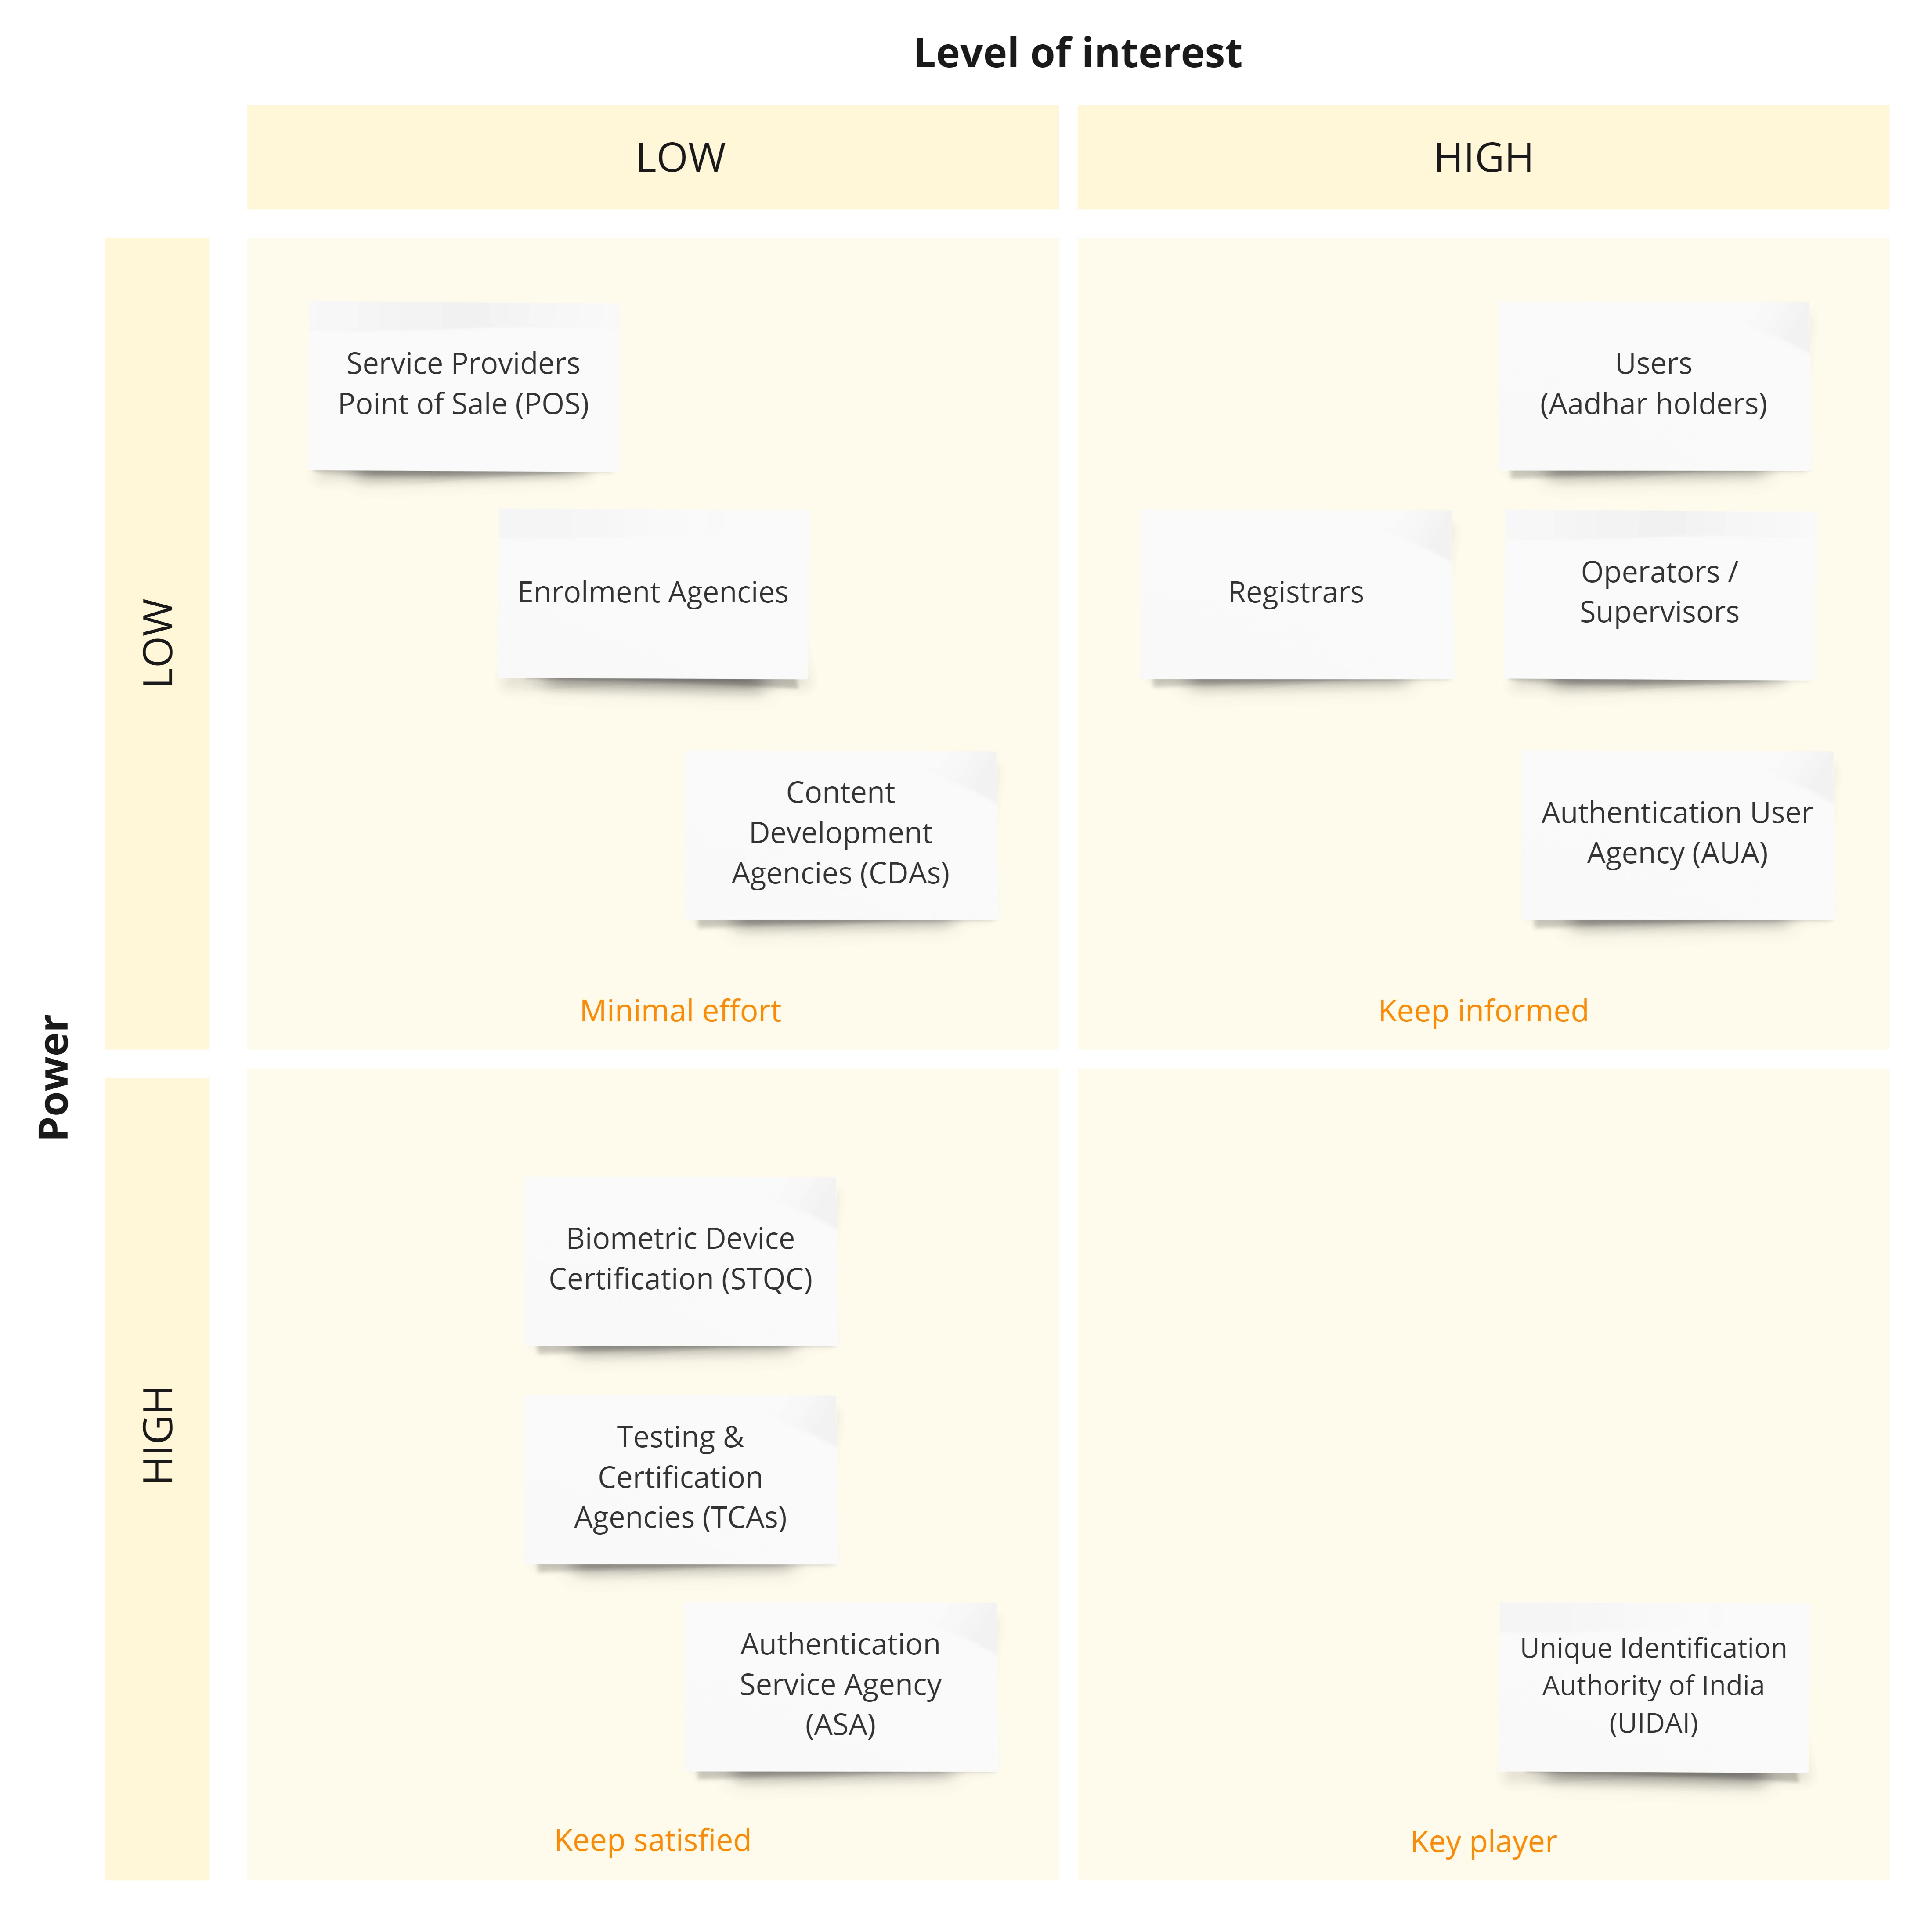 Level of interest
LOW
HIGH
Power
LOW
Service Providers
Point of Sale (POS)
Enrolment Agencies
Content
Development
Agencies (CDAs)
Minimal effort
Users
(Aadhar holders)
Registrars
Operators /
Supervisors
Authentication User
Agency (AUA)
Keep informed
HIGH
Biometric Device
Certification (STQC)
Testing &
Certification
Agencies (TCAs)
Authentication
Service Agency
(ASA)
Keep satisfied
Unique Identification
Authority of India
(UIDAI)
Key player